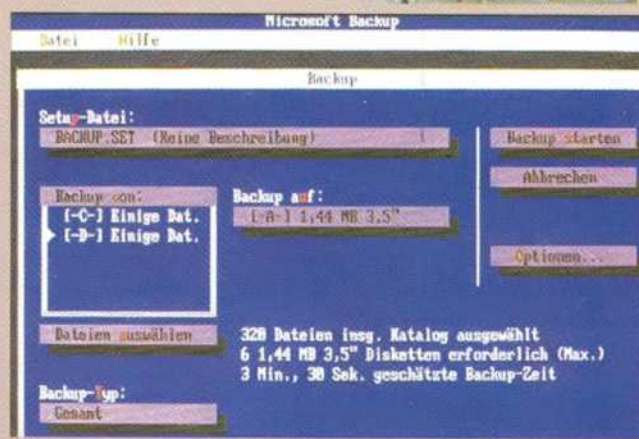 Microsoft Backup
Datei Hilfe
Backup
Setup-Datei:
BACKUP.SET (Keine Beschreibung)
Backup starten
Abbrechen
Backup von:
Backup auf:
[-C-] Einige Dat.
[-A-] 1,44 MB 3,5"
[-D-] Einige Dat.
Optionen...
Dateien auswählen
320 Dateien insg. Katalog ausgewählt
6 1,44 MB 3,5" Disketten erforderlich (Max.)
3 Min., 30 Sek. geschätzte Backup-Zeit
Backup-Typ:
Gesamt